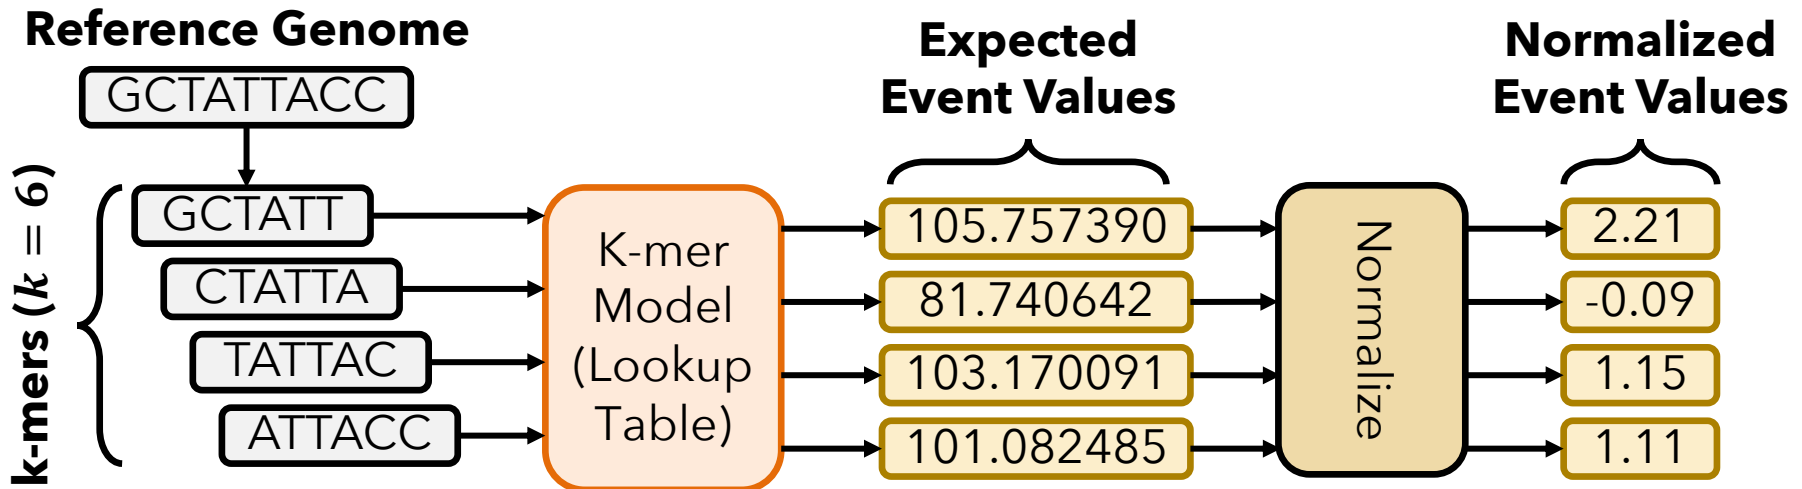 Reference Genome
GCTATTACC
k-mers (k = 6)
GCTATT
CTATTA
TATTAC
ATTACC
K-mer
Model
(Lookup
Table)
Expected
Event Values
105.757390
81.740642
103.170091
101.082485
Normalize
Normalized
Event Values
2.21
-0.09
1.15
1.11